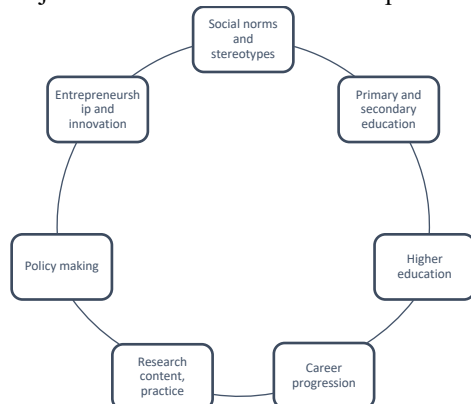 Social norms
and
stereotypes
Primary and
secondary
education
Higher
education
Career
progression
Research
content,
practice
Policy making
Entrepreneursh
ip and
innovation